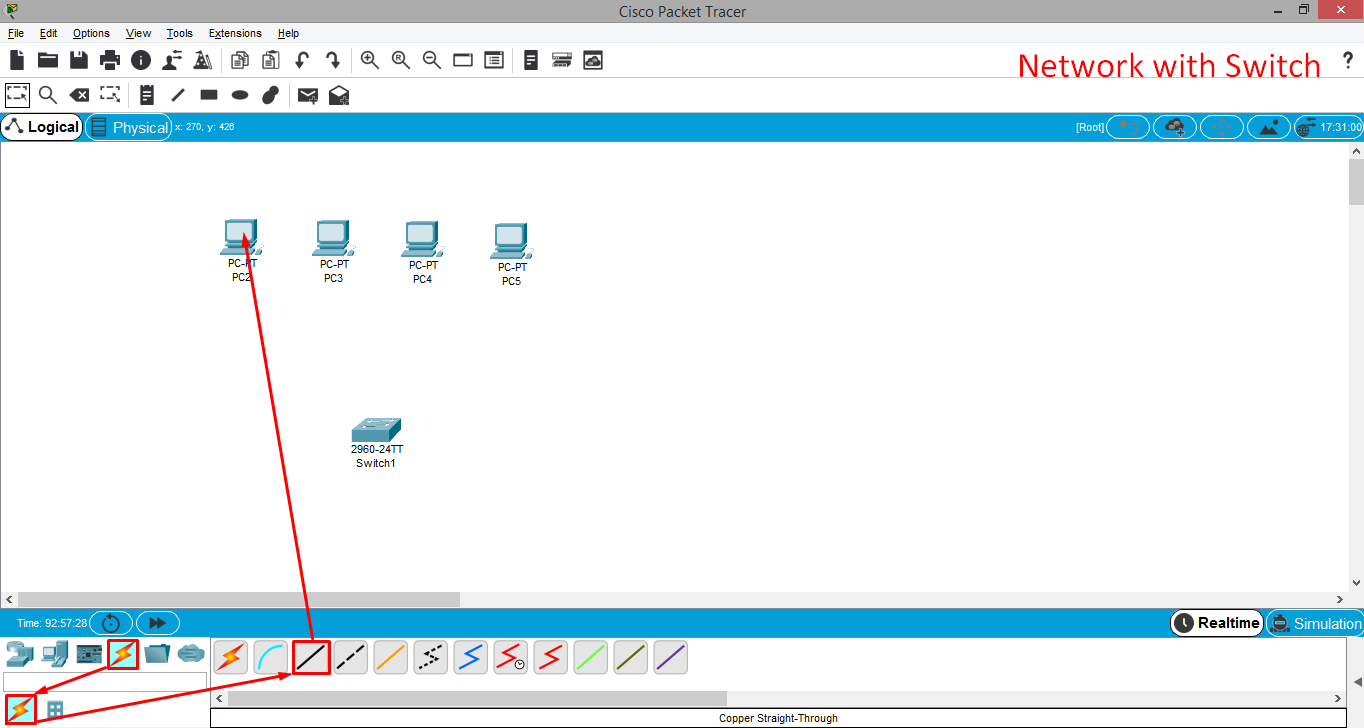 Cisco Packet Tracer
File Edit Options View Tools Extensions Help
Network with Switch
?
Logical
Physical
x: 270, y: 426
[Root]
17:31:00
PC-PT
PC2
PC-PT
PC3
PC-PT
PC4
PC-PT
PC5
2960-24TT
Switch1
Time: 92:57:28
Realtime
Simulation
Copper Straight-Through